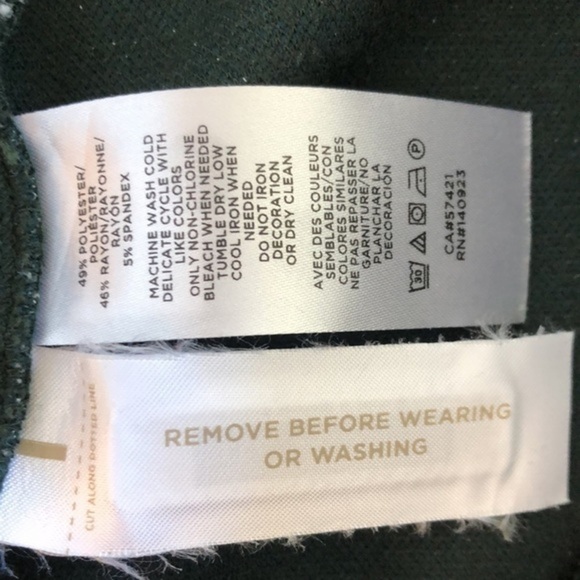 49% POLYESTER/
POLIÉSTER
46% RAYON/RAYONNE/
RAYÓN
5% SPANDEX
MACHINE WASH COLD
DELICATE CYCLE WITH
LIKE COLORS
ONLY NON-CHLORINE
BLEACH WHEN NEEDED
TUMBLE DRY LOW
COOL IRON WHEN
NEEDED
DO NOT IRON
DECORATION
OR DRY CLEAN
AVEC DES COULEURS
SEMBLABLES/CON
COLORES SIMILARES
NE PAS REPASSER LA
GARNITURE/NO
PLANCHAR/LA
DECORACIÓN
30
P
CA#57421
RN#140923
CUT ALONG DOTTED LINE
REMOVE BEFORE WEARING
OR WASHING